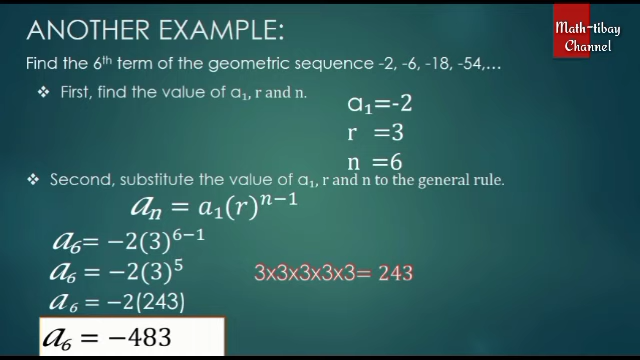 ANOTHER EXAMPLE:
Math-tibay
Channel
Find the 6th term of the geometric sequence -2, -6, -18, -54,…
❖ First, find the value of a₁, r and n.
a₁=-2
r =3
n =6
❖ Second, substitute the value of a₁, r and n to the general rule.
aₙ = a₁(r)ⁿ⁻¹
a₆= −2(3)⁶⁻¹
a₆ = −2(3)⁵
3x3x3x3x3= 243
a₆ = −2(243)
a₆ = −483